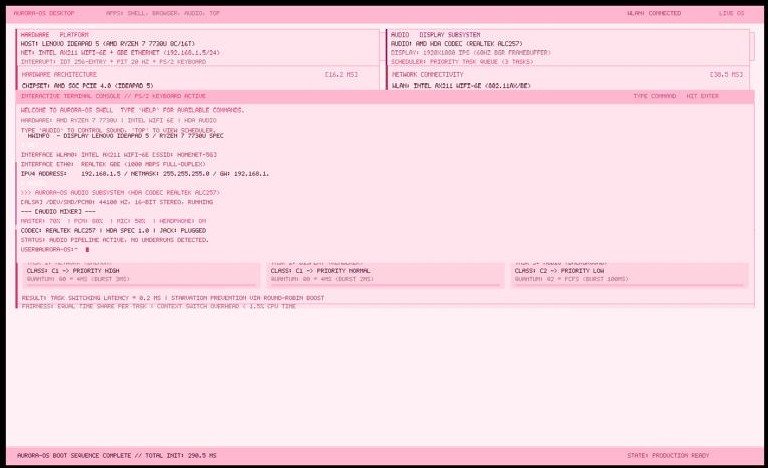 AURORA-OS DESKTOP APPS: SHELL, BROWSER, AUDIO, TOP WLAN: CONNECTED LIVE OS
HARDWARE PLATFORM
HOST: LENOVO IDEAPAD 5 (AMD RYZEN 7 7730U 8C/16T)
NET: INTEL AX211 WIFI-6E + GBE ETHERNET (192.168.1.5/24)
INTERRUPT: IDT 256-ENTRY + PIT 20 HZ + PS/2 KEYBOARD
AUDIO DISPLAY SUBSYSTEM
AUDIO: AMD HDA CODEC (REALTEK ALC257)
DISPLAY: 1920X1080 IPS (60HZ BGR FRAMEBUFFER)
SCHEDULER: PRIORITY TASK QUEUE (3 TASKS)
HARDWARE ARCHITECTURE [16.2 MS]
CHIPSET: AMD SOC PCIE 4.0 (IDEAPAD 5)
NETWORK CONNECTIVITY [38.5 MS]
WLAN: INTEL AX211 WIFI-6E (802.11AX/BE)
INTERACTIVE TERMINAL CONSOLE // PS/2 KEYBOARD ACTIVE TYPE COMMAND HIT ENTER
WELCOME TO AURORA-OS SHELL TYPE 'HELP' FOR AVAILABLE COMMANDS.
HARDWARE: AMD RYZEN 7 7730U | INTEL WIFI 6E | HDA AUDIO
TYPE 'AUDIO' TO CONTROL SOUND, 'TOP' TO VIEW SCHEDULER.
HWINFO - DISPLAY LENOVO IDEAPAD 5 / RYZEN 7 7730U SPEC
INTERFACE WLAN0: INTEL AX211 WIFI-6E ESSID: HOMENET-5G]
INTERFACE ETH0: REALTEK GBE (1000 MBPS FULL-DUPLEX)
IPV4 ADDRESS: 192.168.1.5 / NETMASK: 255.255.255.0 / GW: 192.168.1.
>>> AURORA-OS AUDIO SUBSYSTEM (HDA CODEC REALTEK ALC257)
[ALSA] /DEV/SND/PCM0: 44100 HZ, 16-BIT STEREO, RUNNING
--- [AUDIO MIXER] ---
MASTER: 70% | PCM: 80% | MIC: 50% | HEADPHONE: ON
CODEC: REALTEK ALC257 | HDA SPEC 1.0 | JACK: PLUGGED
STATUS: AUDIO PIPELINE ACTIVE, NO UNDERRUNS DETECTED.
USER@AURORA-OS:~
CLASS: C1 -> PRIORITY HIGH
QUANTUM: Q0 = 4MS (BURST 3MS)
CLASS: C1 -> PRIORITY NORMAL
QUANTUM: Q0 = 4MS (BURST 2MS)
CLASS: C2 -> PRIORITY LOW
QUANTUM: Q2 = FCFS (BURST 100MS)
RESULT: TASK SWITCHING LATENCY = 0.2 MS | STARVATION PREVENTION VIA ROUND-ROBIN BOOST
FAIRNESS: EQUAL TIME SHARE PER TASK | CONTEXT SWITCH OVERHEAD < 1.5% CPU TIME
AURORA-OS BOOT SEQUENCE COMPLETE // TOTAL INIT: 290.5 MS STATE: PRODUCTION READY